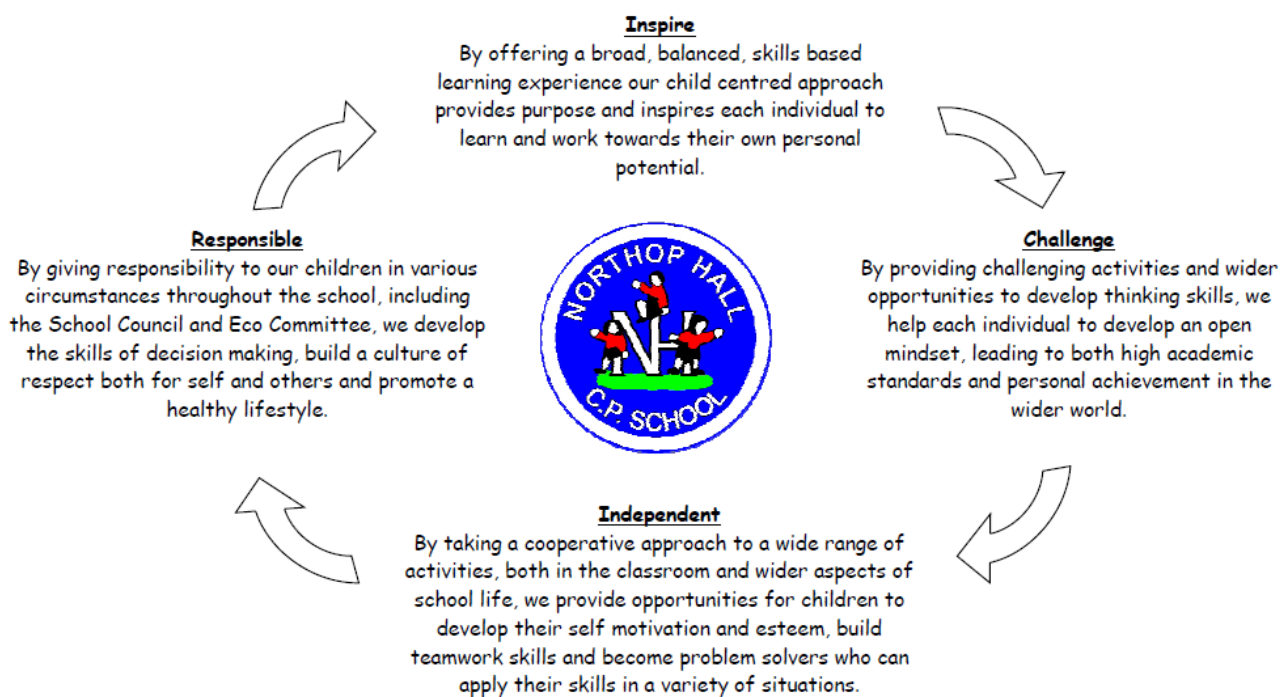 Inspire
By offering a broad, balanced, skills based
learning experience our child centred approach
provides purpose and inspires each individual to
learn and work towards their own personal
potential.
Challenge
By providing challenging activities and wider
opportunities to develop thinking skills, we
help each individual to develop an open
mindset, leading to both high academic
standards and personal achievement in the
wider world.
Independent
By taking a cooperative approach to a wide range of
activities, both in the classroom and wider aspects of
school life, we provide opportunities for children to
develop their self motivation and esteem, build
teamwork skills and become problem solvers who can
apply their skills in a variety of situations.
Responsible
By giving responsibility to our children in various
circumstances throughout the school, including
the School Council and Eco Committee, we develop
the skills of decision making, build a culture of
respect both for self and others and promote a
healthy lifestyle.
NORTHOP HALL
NH
C.P. SCHOOL